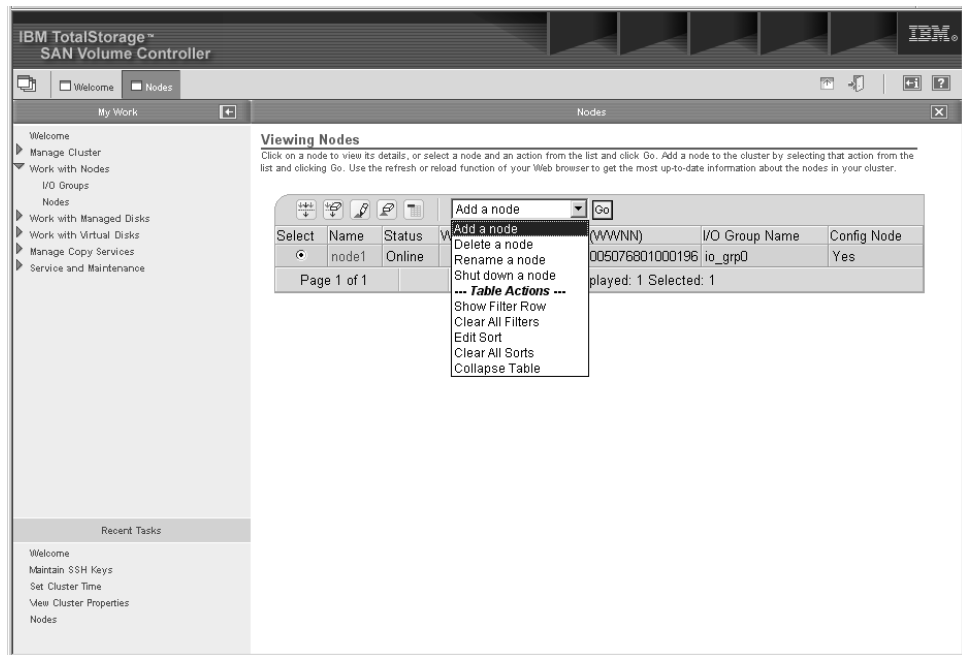 IBM TotalStorage ™
SAN Volume Controller
IBM®
Welcome
Nodes
?
My Work
Nodes
Welcome
Manage Cluster
Work with Nodes
I/O Groups
Nodes
Work with Managed Disks
Work with Virtual Disks
Manage Copy Services
Service and Maintenance
Viewing Nodes
Click on a node to view its details, or select a node and an action from the list and click Go. Add a node to the cluster by selecting that action from the
list and clicking Go. Use the refresh or reload function of your Web browser to get the most up-to-date information about the nodes in your cluster.
Add a node Go
Select Name Status W (WWNN) I/O Group Name Config Node
node1 Online 005076801000196 io_grp0 Yes
Page 1 of 1 played: 1 Selected: 1
Add a node
Delete a node
Rename a node
Shut down a node
--- Table Actions ---
Show Filter Row
Clear All Filters
Edit Sort
Clear All Sorts
Collapse Table
Recent Tasks
Welcome
Maintain SSH Keys
Set Cluster Time
View Cluster Properties
Nodes